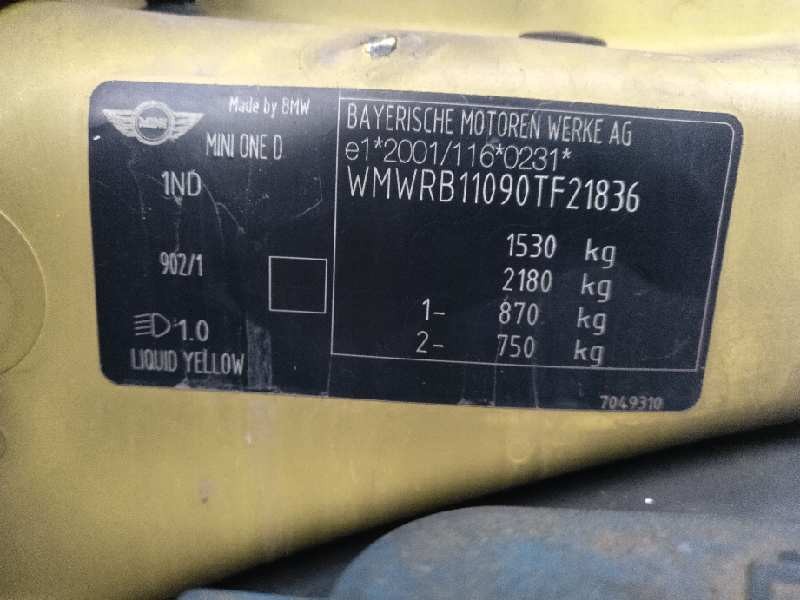 MINI
Made by BMW
MINI ONE D
1ND
902/1
1.0
LIQUID YELLOW
BAYERISCHE MOTOREN WERKE AG
e1*2001/116*0231*
WMWRB11090TF21836
1530 kg
2180 kg
1- 870 kg
2- 750 kg
7049310